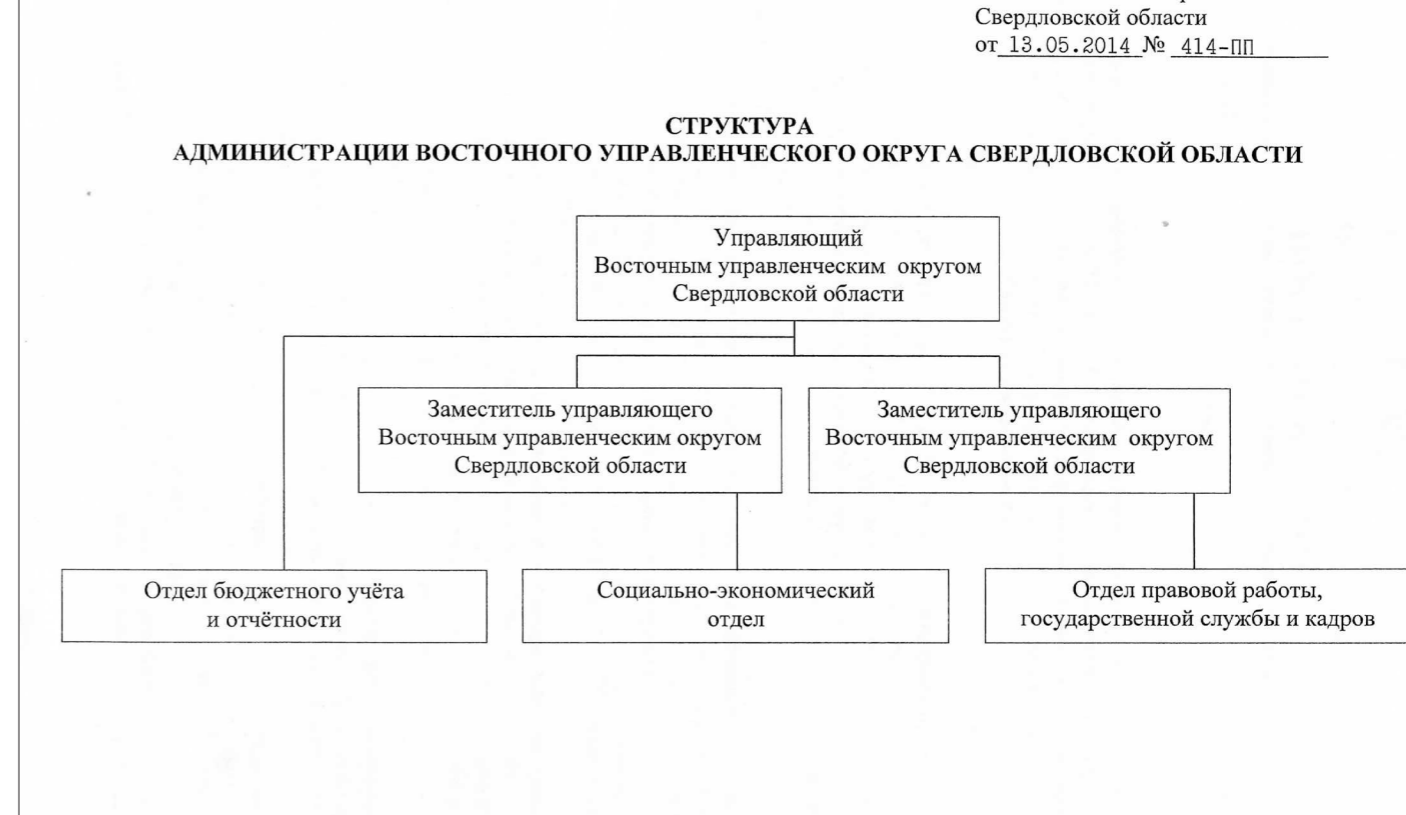 Свердловской области
от 13.05.2014 № 414-ПП
СТРУКТУРА
АДМИНИСТРАЦИИ ВОСТОЧНОГО УПРАВЛЕНЧЕСКОГО ОКРУГА СВЕРДЛОВСКОЙ ОБЛАСТИ
Управляющий
Восточным управленческим округом
Свердловской области
Заместитель управляющего
Восточным управленческим округом
Свердловской области
Заместитель управляющего
Восточным управленческим округом
Свердловской области
Отдел бюджетного учёта
и отчётности
Социально-экономический
отдел
Отдел правовой работы,
государственной службы и кадров